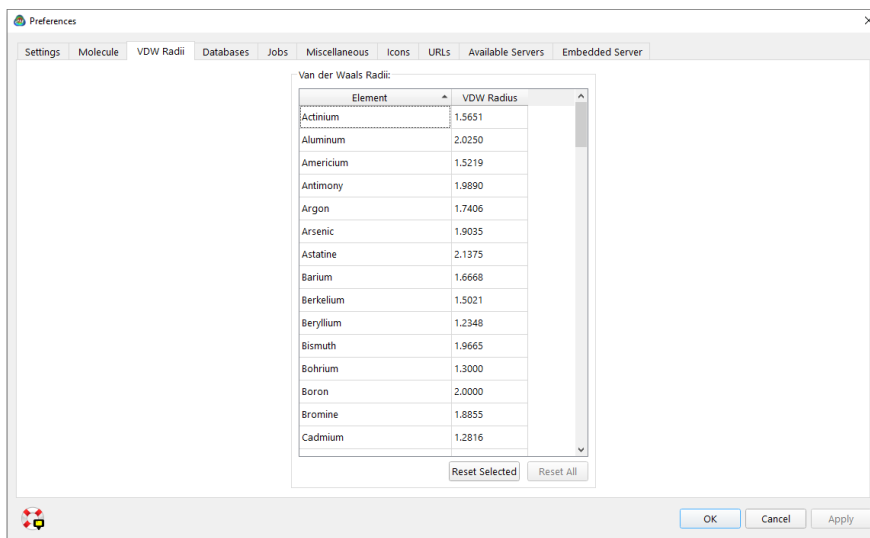 Preferences
Settings Molecule VDW Radii Databases Jobs Miscellaneous Icons URLs Available Servers Embedded Server
Van der Waals Radii:
Element VDW Radius
Actinium 1.5651
Aluminum 2.0250
Americium 1.5219
Antimony 1.9890
Argon 1.7406
Arsenic 1.9035
Astatine 2.1375
Barium 1.6668
Berkelium 1.5021
Beryllium 1.2348
Bismuth 1.9665
Bohrium 1.3000
Boron 2.0000
Bromine 1.8855
Cadmium 1.2816
Reset Selected Reset All
OK Cancel Apply